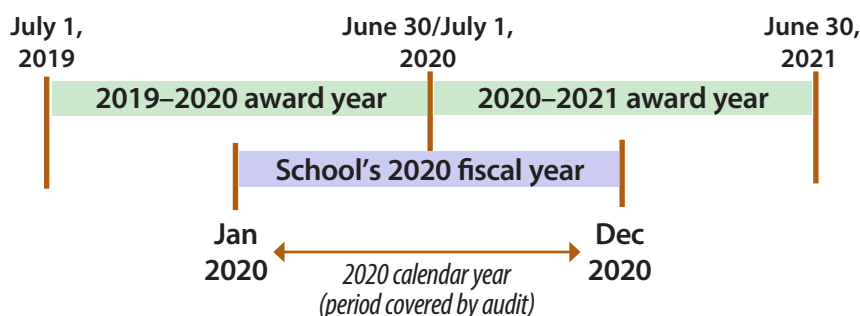 July 1,
2019
June 30/July 1,
2020
June 30,
2021
2019–2020 award year
2020–2021 award year
School's 2020 fiscal year
Jan
2020
Dec
2020
2020 calendar year
(period covered by audit)